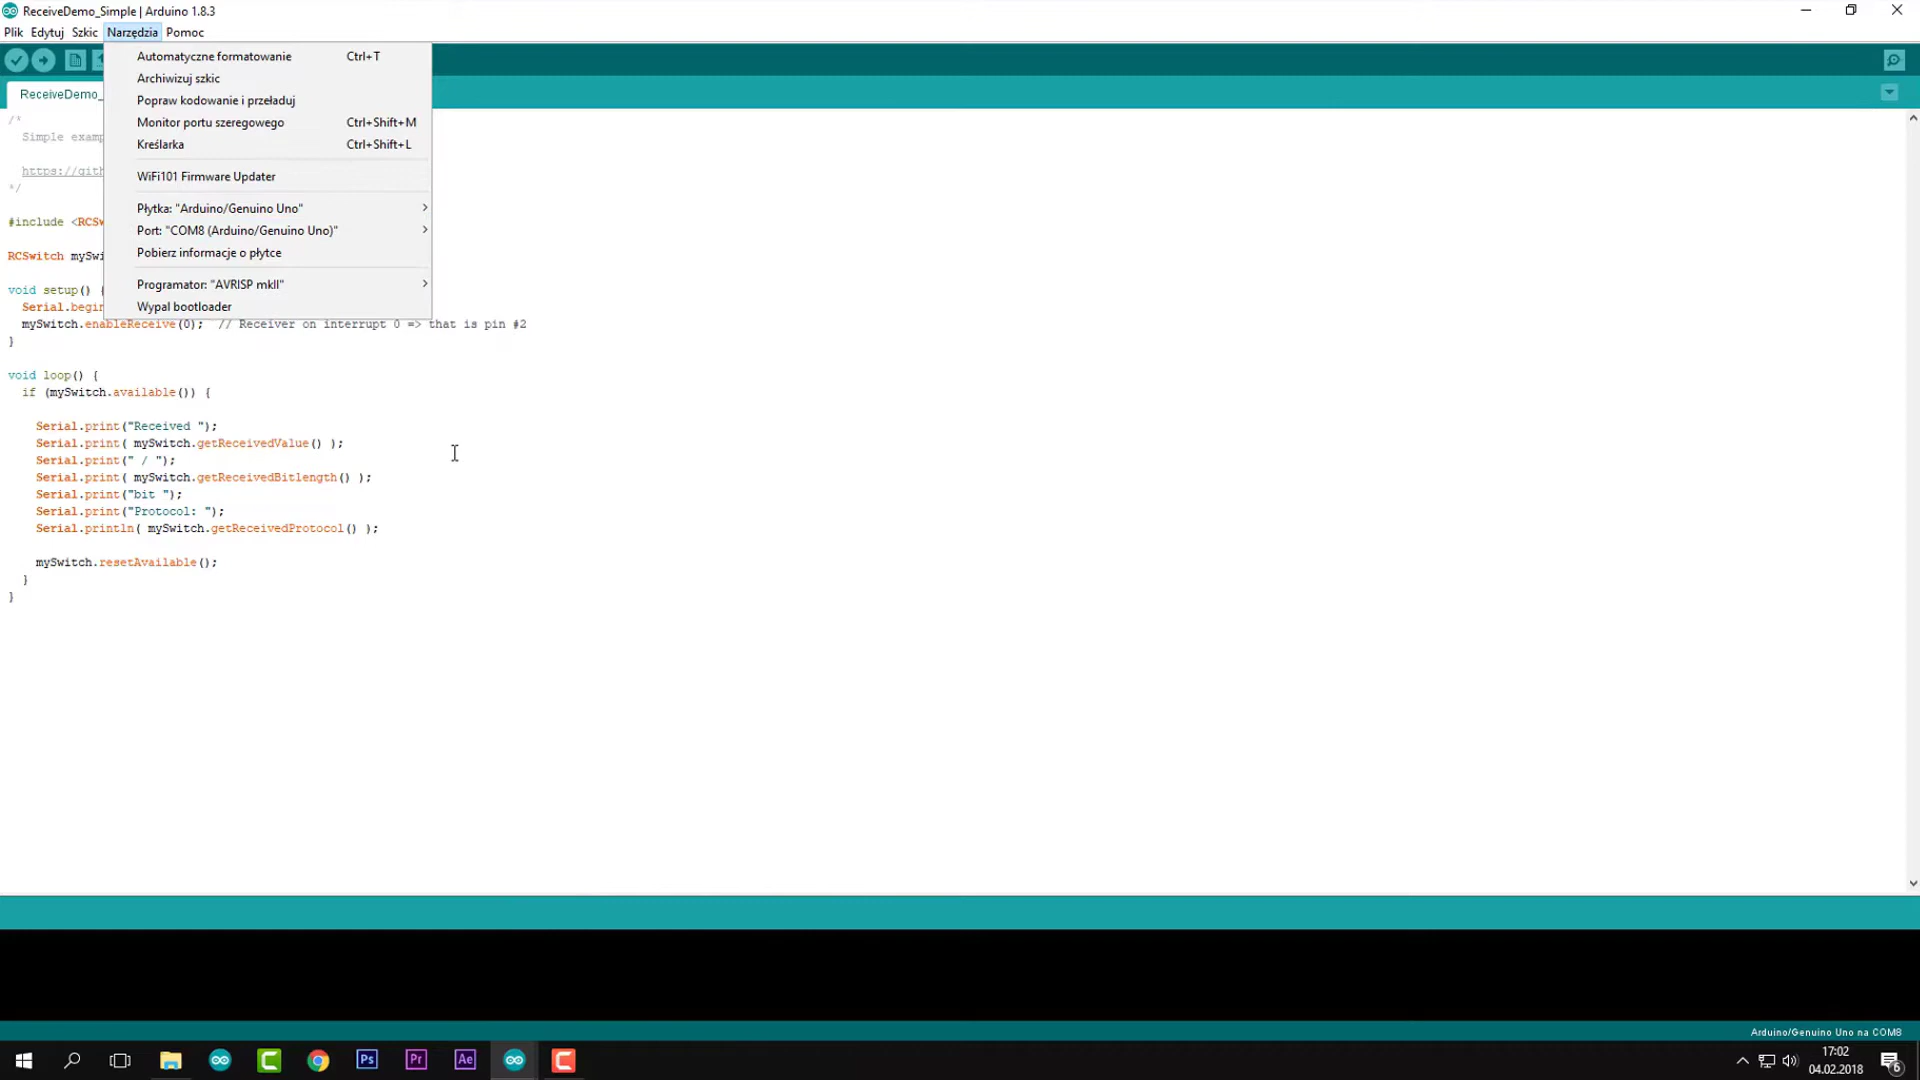 ReceiveDemo_Simple | Arduino 1.8.3
Plik Edytuj Szkic Narzędzia Pomoc
Automatyczne formatowanie Ctrl+T
Archiwizuj szkic
ReceiveDemo_
Popraw kodowanie i przeładuj
/*
Monitor portu szeregowego Ctrl+Shift+M
Simple examp
Kreślarka Ctrl+Shift+L
https://gith
WiFi101 Firmware Updater
*/
Płytka: "Arduino/Genuino Uno"
#include <RCSw
Port: "COM8 (Arduino/Genuino Uno)"
RCSwitch mySwi
Pobierz informacje o płytce
void setup() {
Programator: "AVRISP mkII"
Serial.begin
Wypal bootloader
mySwitch.enableReceive(0);  // Receiver on interrupt 0 => that is pin #2
}
void loop() {
if (mySwitch.available()) {
Serial.print("Received ");
Serial.print( mySwitch.getReceivedValue() );
Serial.print(" / ");
Serial.print( mySwitch.getReceivedBitlength() );
Serial.print("bit ");
Serial.print("Protocol: ");
Serial.println( mySwitch.getReceivedProtocol() );
mySwitch.resetAvailable();
}
}
Arduino/Genuino Uno na COM8
Ps Pr Ae
17:02
04.02.2018
6